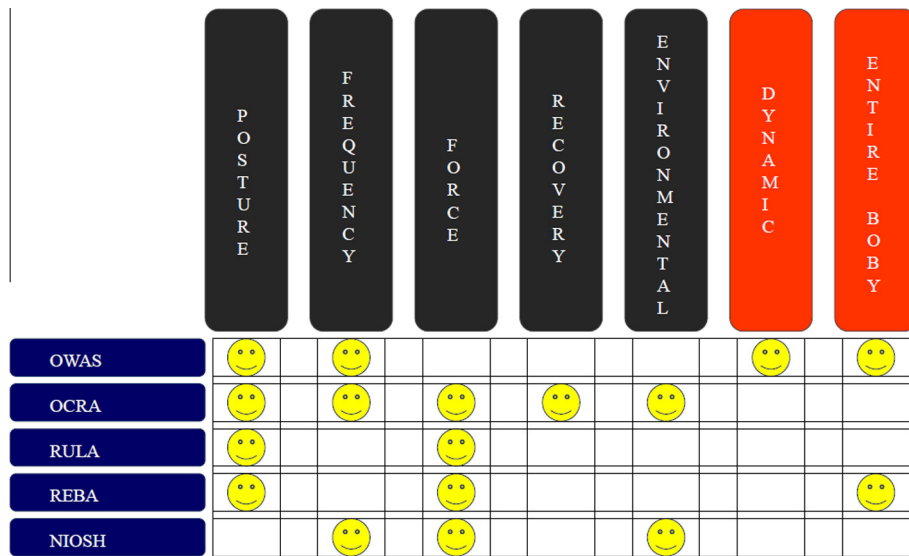 POSTURE
FREQUENCY
FORCE
RECOVERY
ENVIRONMENTAL
DYNAMIC
ENTIRE BOBY
OWAS
OCRA
RULA
REBA
NIOSH